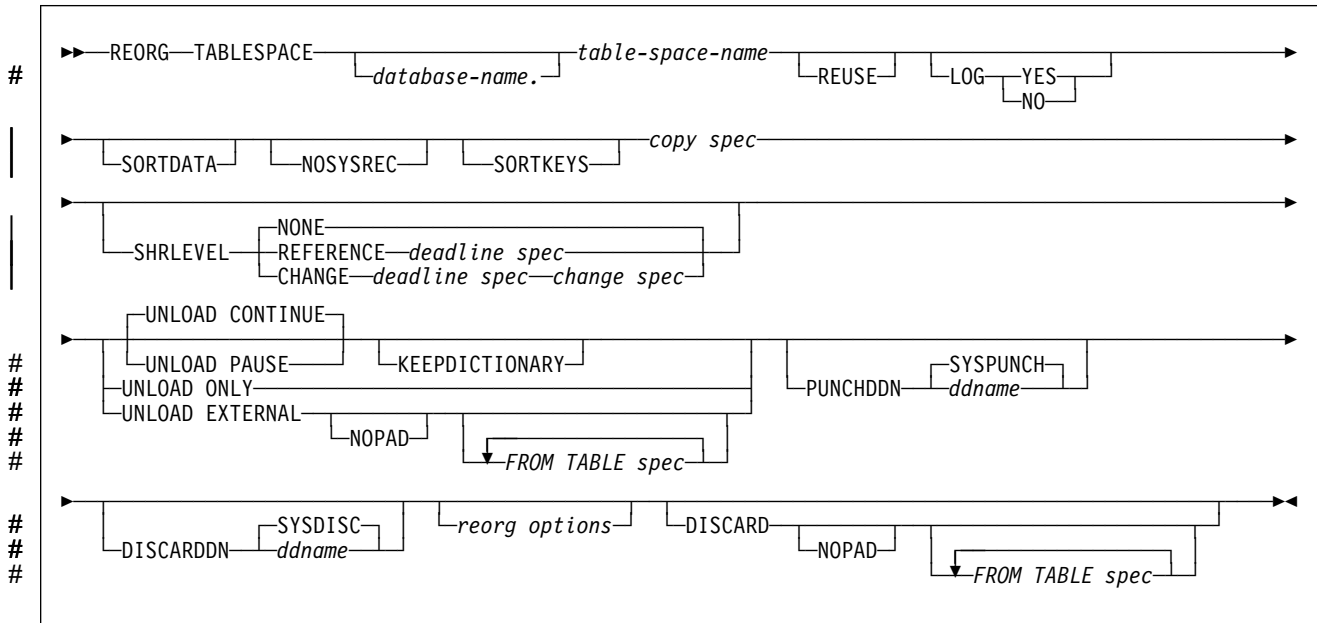 REORG TABLESPACE database-name. table-space-name REUSE LOG YES
NO
#
SORTDATA NOSYSREC SORTKEYS copy spec
|
SHRLEVEL NONE
REFERENCE deadline spec
CHANGE deadline spec change spec
|
UNLOAD CONTINUE
UNLOAD PAUSE KEEPDICTIONARY
# UNLOAD ONLY
# UNLOAD EXTERNAL NOPAD FROM TABLE spec
#
#
#
PUNCHDDN SYSPUNCH
ddname
DISCARDDN SYSDISC
ddname
reorg options
DISCARD NOPAD FROM TABLE spec
#
#
#